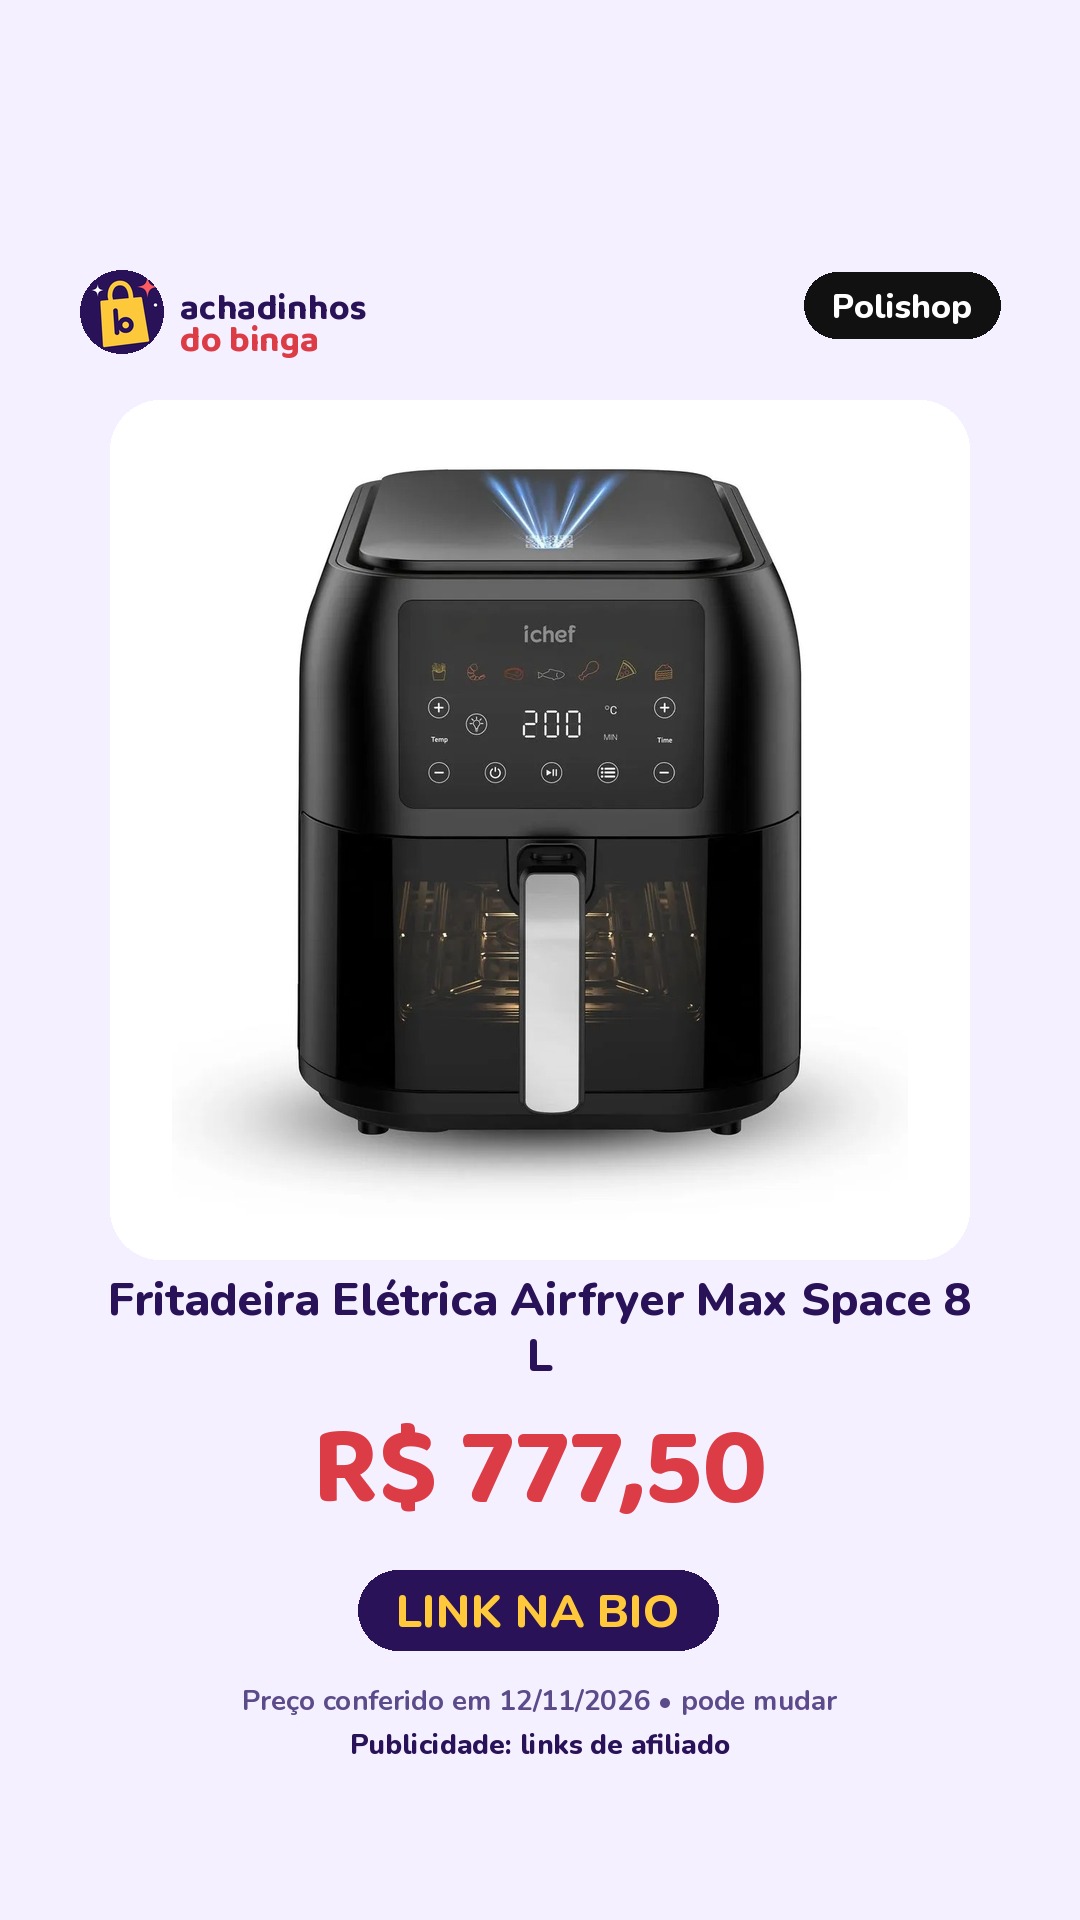 achadinhos
do binga
Polishop
ichef
200
°C
MIN
Temp
Time
Fritadeira Elétrica Airfryer Max Space 8
L
R$ 777,50
LINK NA BIO
Preço conferido em 12/11/2026 • pode mudar
Publicidade: links de afiliado